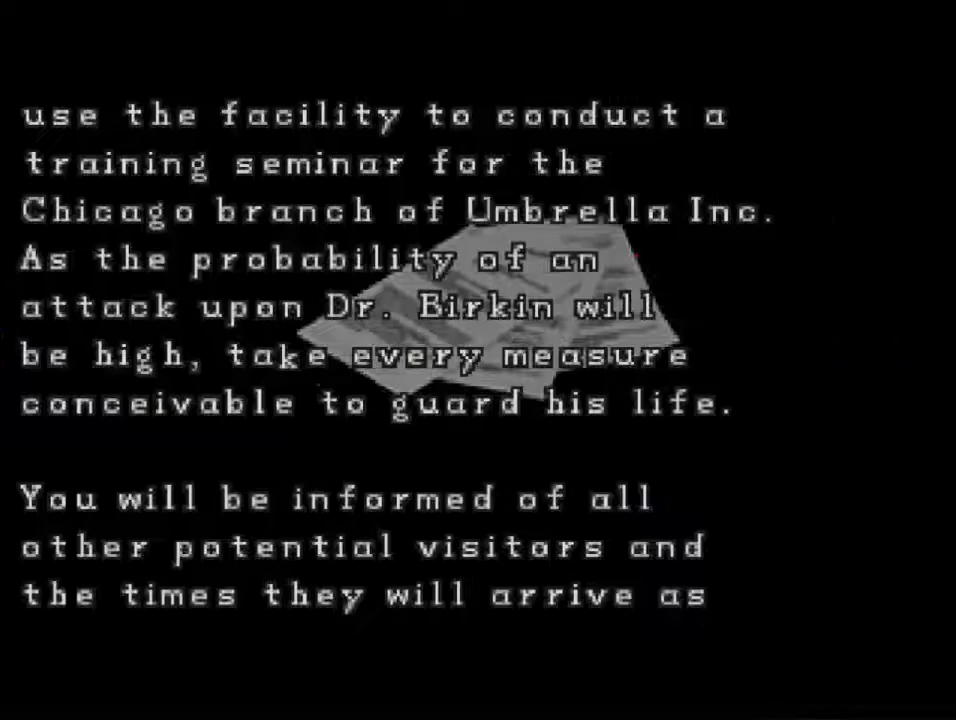 use the facility to conduct a
training seminar for the
Chicago branch of Umbrella Inc.
As the probability of an
attack upon Dr. Birkin will
be high, take every measure
conceivable to guard his life.
You will be informed of all
other potential visitors and
the times they will arrive as